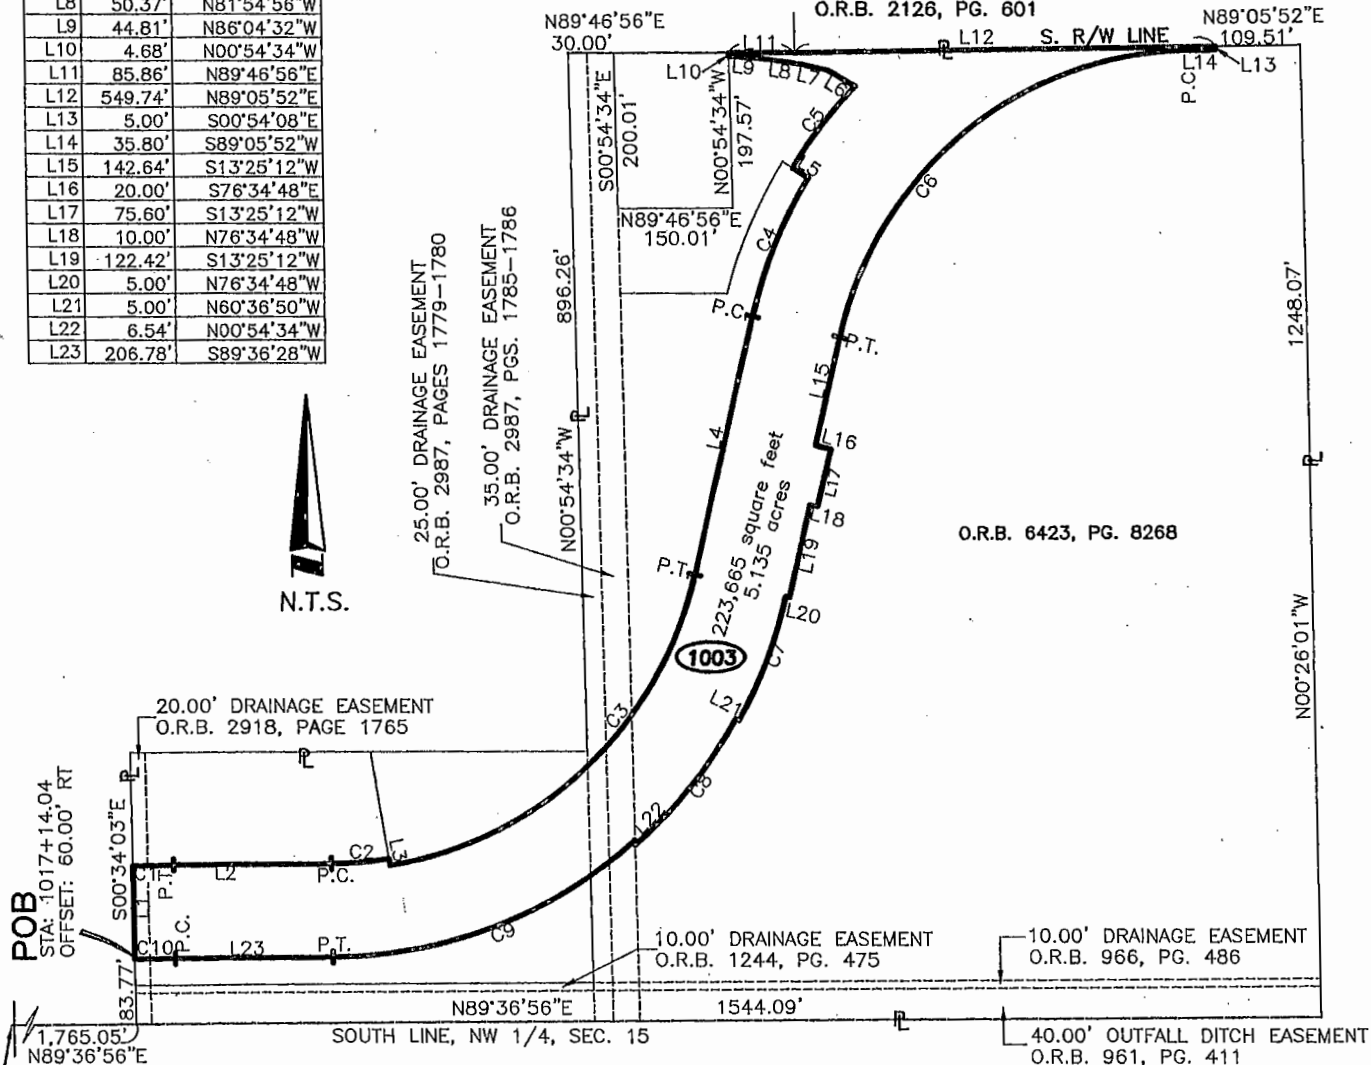 L8 50.37' N81°54'56"W
L9 44.81' N86°04'32"W
L10 4.68' N00°54'34"W
L11 85.86' N89°46'56"E
L12 549.74' N89°05'52"E
L13 5.00' S00°54'08"E
L14 35.80' S89°05'52"W
L15 142.64' S13°25'12"W
L16 20.00' S76°34'48"E
L17 75.60' S13°25'12"W
L18 10.00' N76°34'48"W
L19 122.42' S13°25'12"W
L20 5.00' N76°34'48"W
L21 5.00' N60°36'50"W
L22 6.54' N00°54'34"W
L23 206.78' S89°36'28"W
N.T.S.
N89°46'56"E
30.00'
O.R.B. 2126, PG. 601
N89°05'52"E
109.51'
L11
L12
S. R/W LINE
L10
L9
L8
L7
L6
L14
L13
P.C.
C5
L5
C6
S00°54'34"E
200.01'
N00°54'34"W
197.57'
N89°46'56"E
150.01'
C4
P.C.
P.T.
896.26'
N00°54'34"W
25.00' DRAINAGE EASEMENT
O.R.B. 2987, PAGES 1779-1780
35.00' DRAINAGE EASEMENT
O.R.B. 2987, PGS. 1785-1786
1248.07'
N00°26'01"W
PL
PL
PL
L4
L15
L16
L17
L18
L19
L20
223,665 square feet
5.135 acres
1003
O.R.B. 6423, PG. 8268
P.T.
C7
L21
C3
C8
L22
20.00' DRAINAGE EASEMENT
O.R.B. 2918, PAGE 1765
PL
PL
POB
STA: 1017+14.04
OFFSET: 60.00' RT
S00°34'03"E
L1
C1
P.T.
L2
P.C.
C2
L3
C10
P.C.
L23
P.T.
C9
83.77'
10.00' DRAINAGE EASEMENT
O.R.B. 1244, PG. 475
10.00' DRAINAGE EASEMENT
O.R.B. 966, PG. 486
N89°36'56"E 1544.09'
PL
1,765.05'
N89°36'56"E
SOUTH LINE, NW 1/4, SEC. 15
40.00' OUTFALL DITCH EASEMENT
O.R.B. 961, PG. 411